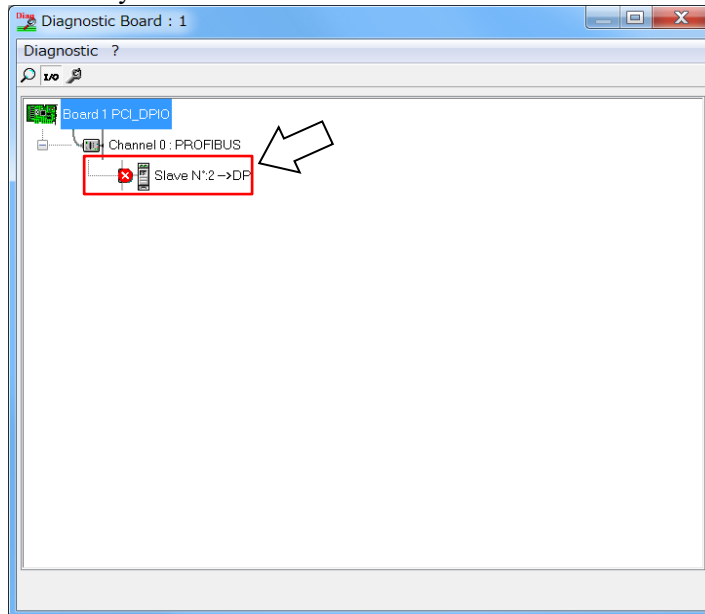 Diagnostic Board : 1
Diagnostic ?
I/O
Board 1 PCI_DPIO
Channel 0 : PROFIBUS
Slave N°:2 –>DP